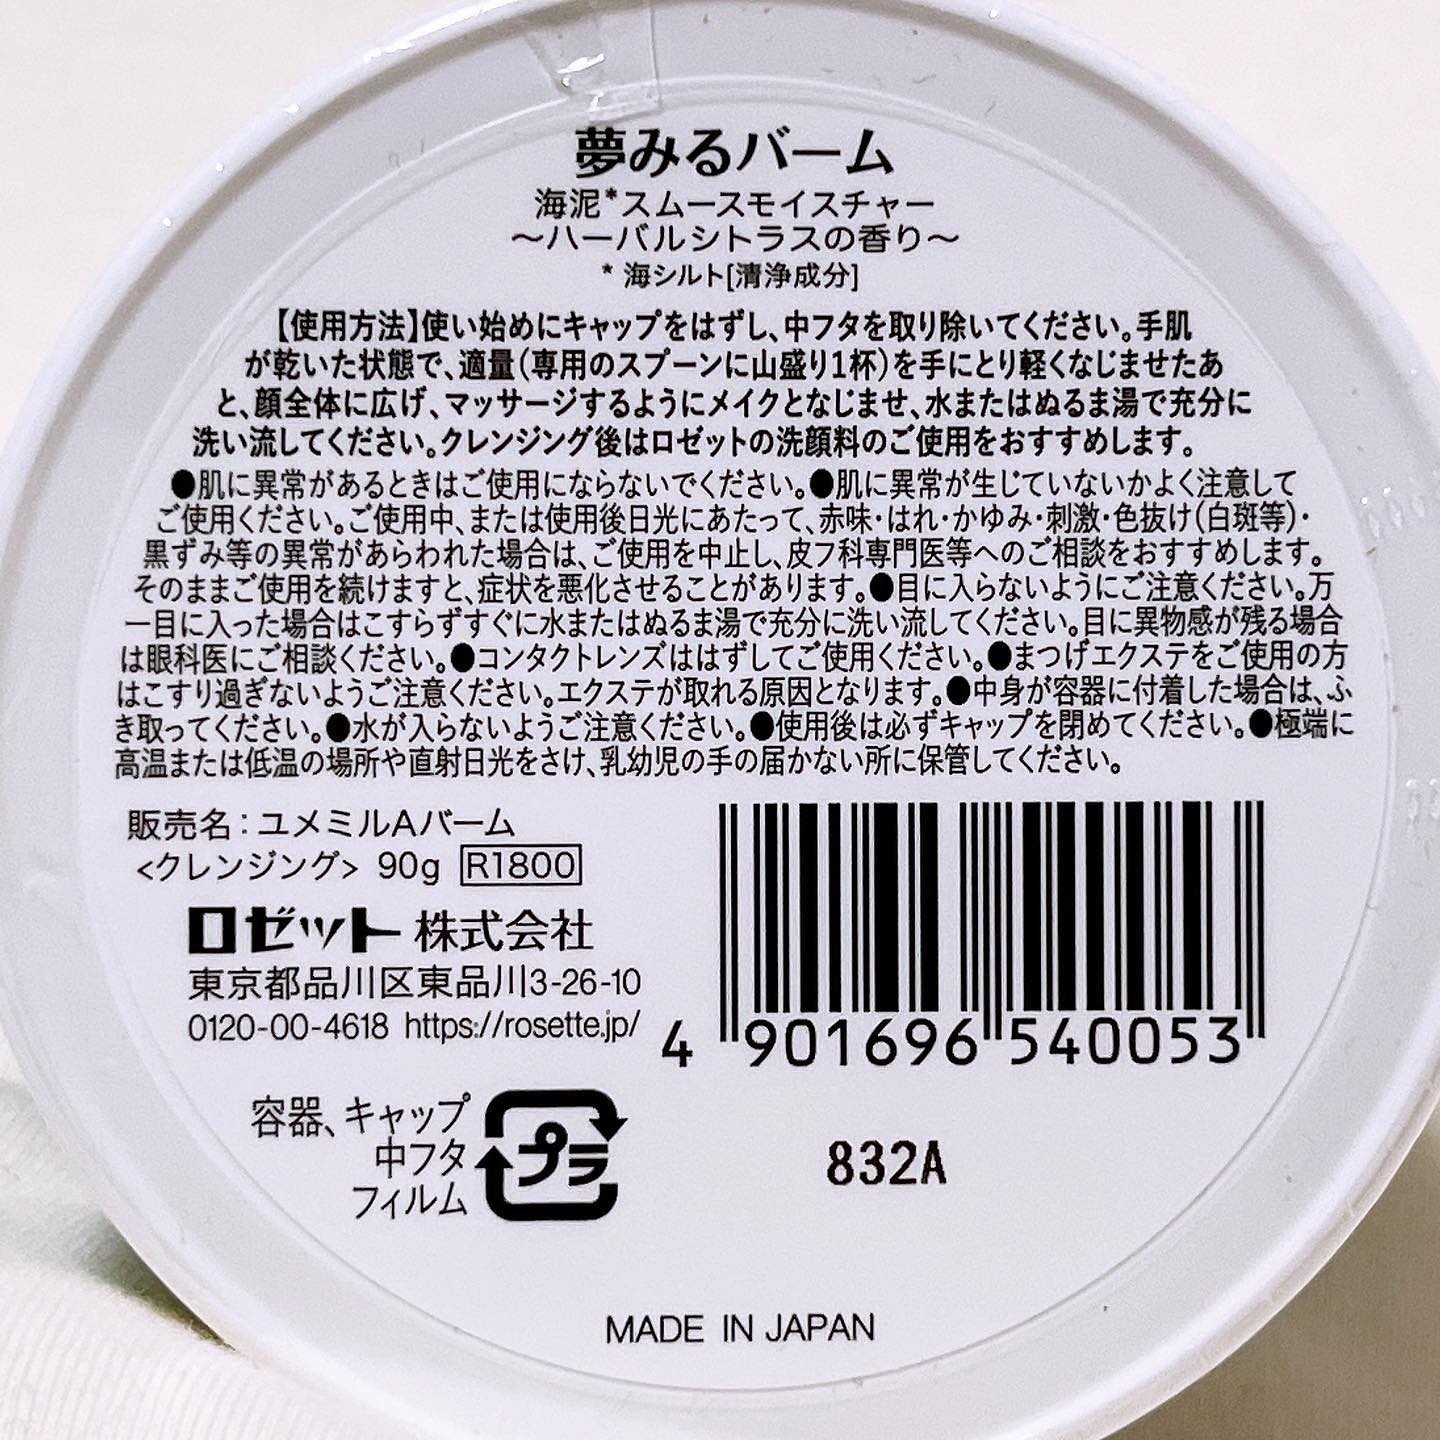 夢みるバーム
海泥*スムースモイスチャー
～ハーバルシトラスの香り～
* 海シルト[清浄成分]
【使用方法】使い始めにキャップをはずし、中フタを取り除いてください。手肌
が乾いた状態で、適量(専用のスプーンに山盛り1杯)を手にとり軽くなじませたあ
と、顔全体に広げ、マッサージするようにメイクとなじませ、水またはぬるま湯で充分に
洗い流してください。クレンジング後はロゼットの洗顔料のご使用をおすすめします。
●肌に異常があるときはご使用にならないでください。●肌に異常が生じていないかよく注意して
ご使用ください。ご使用中、または使用後日光にあたって、赤味・はれ・かゆみ・刺激・色抜け(白斑等)・
黒ずみ等の異常があらわれた場合は、ご使用を中止し、皮フ科専門医等へのご相談をおすすめします。
そのままご使用を続けますと、症状を悪化させることがあります。●目に入らないようにご注意ください。万
一目に入った場合はこすらずすぐに水またはぬるま湯で充分に洗い流してください。目に異物感が残る場合
は眼科医にご相談ください。●コンタクトレンズははずしてご使用ください。●まつげエクステをご使用の方
はこすり過ぎないようご注意ください。エクステが取れる原因となります。●中身が容器に付着した場合は、ふ
き取ってください。●水が入らないようご注意ください。●使用後は必ずキャップを閉めてください。●極端に
高温または低温の場所や直射日光をさけ、乳幼児の手の届かない所に保管してください。
販売名：ユメミルAバーム
<クレンジング> 90g R1800
ロゼット株式会社
東京都品川区東品川3-26-10
0120-00-4618 https://rosette.jp/
4 901696 540053
容器、キャップ
中フタ
フィルム
プラ
832A
MADE IN JAPAN